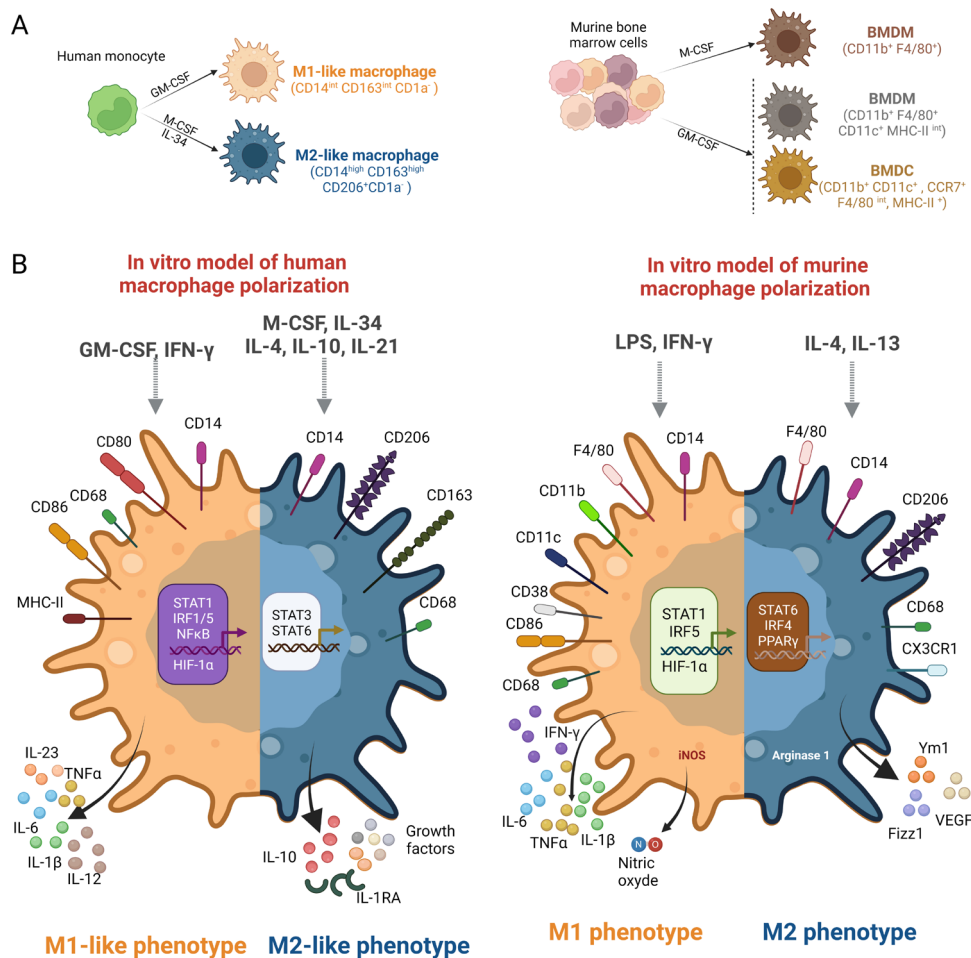 A
Human monocyte
GM-CSF
M-CSF
IL-34
M1-like macrophage
(CD14int CD163int CD1a-)
M2-like macrophage
(CD14high CD163high
CD206+CD1a-)
Murine bone
marrow cells
M-CSF
GM-CSF
BMDM
(CD11b+ F4/80+)
BMDM
(CD11b+ F4/80+
CD11c+ MHC-II int)
BMDC
(CD11b+ CD11c+ , CCR7+
F4/80 int, MHC-II +)
B
In vitro model of human
macrophage polarization
GM-CSF, IFN-γ
M-CSF, IL-34
IL-4, IL-10, IL-21
CD14
CD80
CD68
CD86
MHC-II
CD14
CD206
CD163
CD68
STAT1
IRF1/5
NFκB
HIF-1α
STAT3
STAT6
IL-23
TNFα
IL-6
IL-1β
IL-12
IL-10
Growth
factors
IL-1RA
M1-like phenotype
M2-like phenotype
In vitro model of murine
macrophage polarization
LPS, IFN-γ
IL-4, IL-13
CD14
F4/80
CD11b
CD11c
CD38
CD86
CD68
F4/80
CD14
CD206
CD68
CX3CR1
STAT1
IRF5
HIF-1α
STAT6
IRF4
PPARγ
iNOS
Arginase 1
IFN-γ
IL-6
TNFα
IL-1β
N O
Nitric
oxyde
Ym1
VEGF
Fizz1
M1 phenotype
M2 phenotype